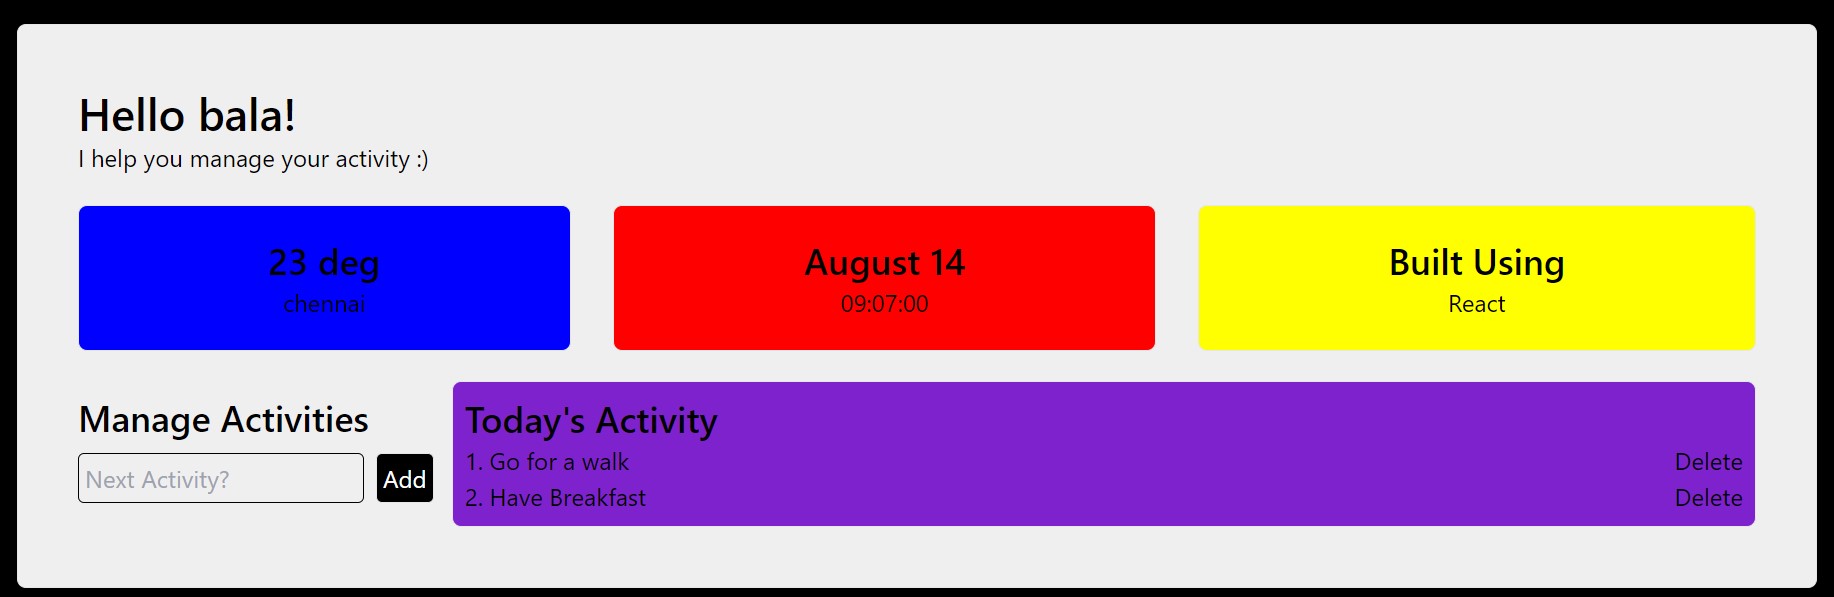 Hello bala!
I help you manage your activity :)
23 deg
chennai
August 14
09:07:00
Built Using
React
Manage Activities
Next Activity?
Add
Today's Activity
1. Go for a walk
Delete
2. Have Breakfast
Delete